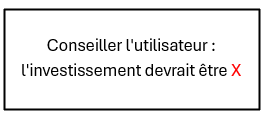 Conseiller l'utilisateur :
l'investissement devrait être X